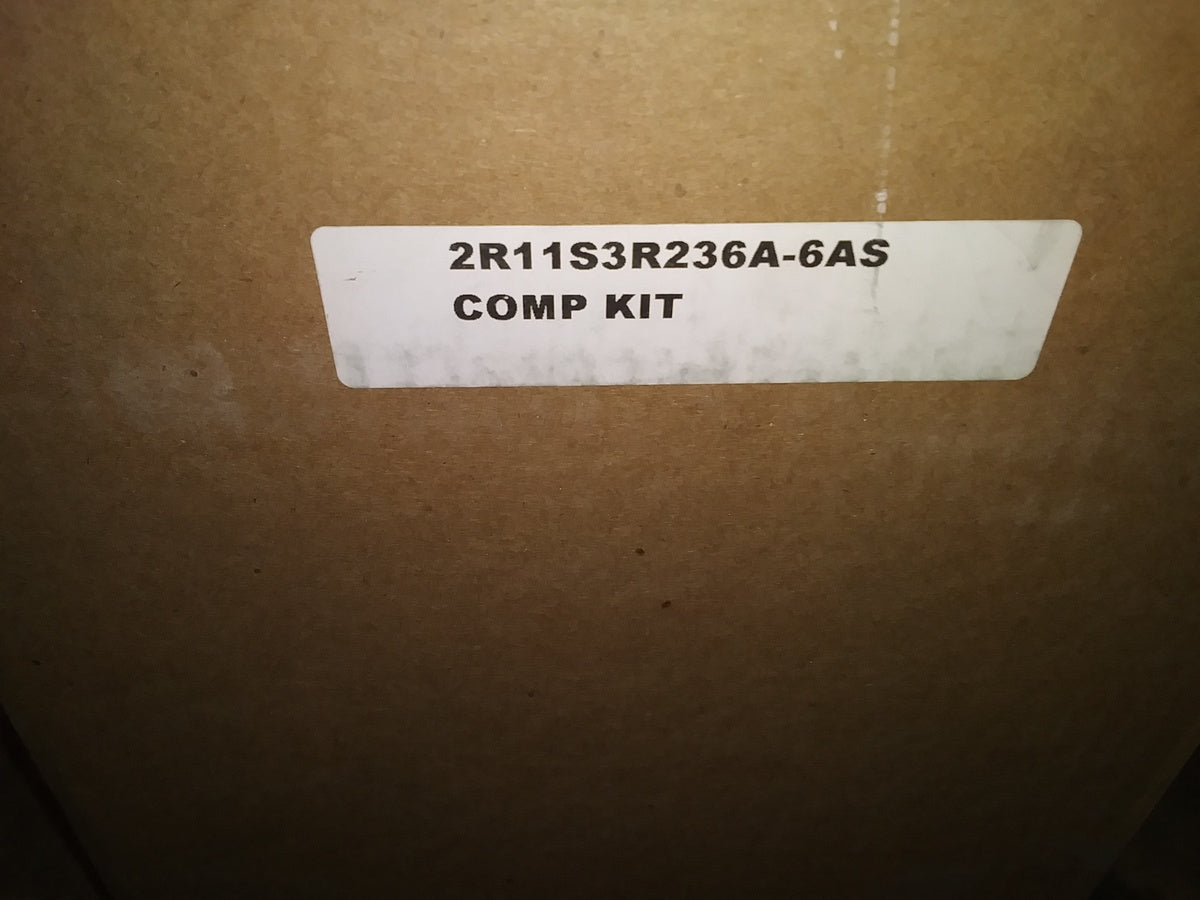 2R11S3R236A-6AS
COMP KIT